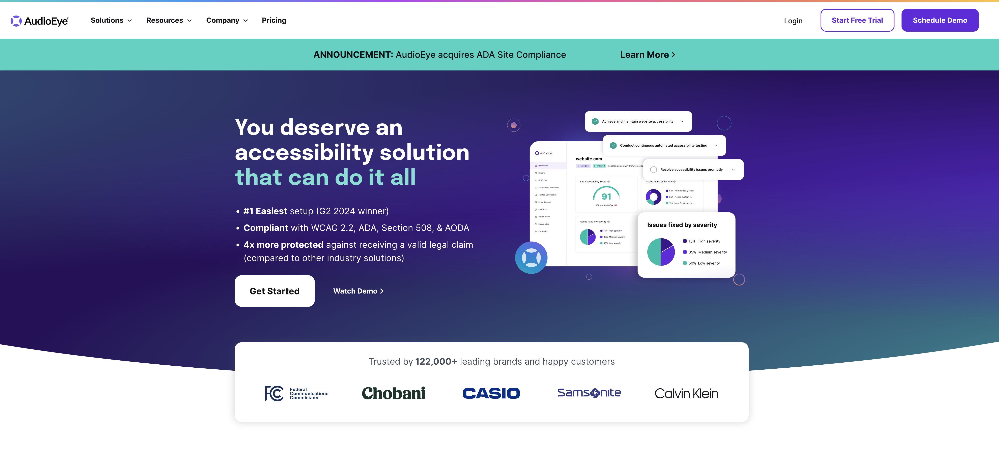 AudioEye®
Solutions
Resources
Company
Pricing
Login
Start Free Trial
Schedule Demo
ANNOUNCEMENT: AudioEye acquires ADA Site Compliance
Learn More
You deserve an
accessibility solution
that can do it all
• #1 Easiest setup (G2 2024 winner)
• Compliant with WCAG 2.2, ADA, Section 508, & AODA
• 4x more protected against receiving a valid legal claim
(compared to other industry solutions)
Get Started
Watch Demo
Achieve and maintain website accessibility
Conduct continuous automated accessibility testing
Resolve accessibility issues promptly
audioeye
Dashboard
Reports
STAR Plan
Accessibility Statement
Trusted Certification
Legal Support
Education
Visual Toolkit
Subscription
Installation
website.com
Enterprise
Installed
Reporting on activity from yesterday
Site Accessibility Score
91
Without AudioEye: 64
Issues found by fix type
60% Automatically fixed
25% Needs custom fix
15% Must fix at source
Issues fixed by severity
15% High severity
35% Medium severity
50% Low severity
Issues fixed by severity
15% High severity
35% Medium severity
50% Low severity
Trusted by 122,000+ leading brands and happy customers
FCC
Federal
Communications
Commission
Chobani
CASIO
Samsonite
Calvin Klein